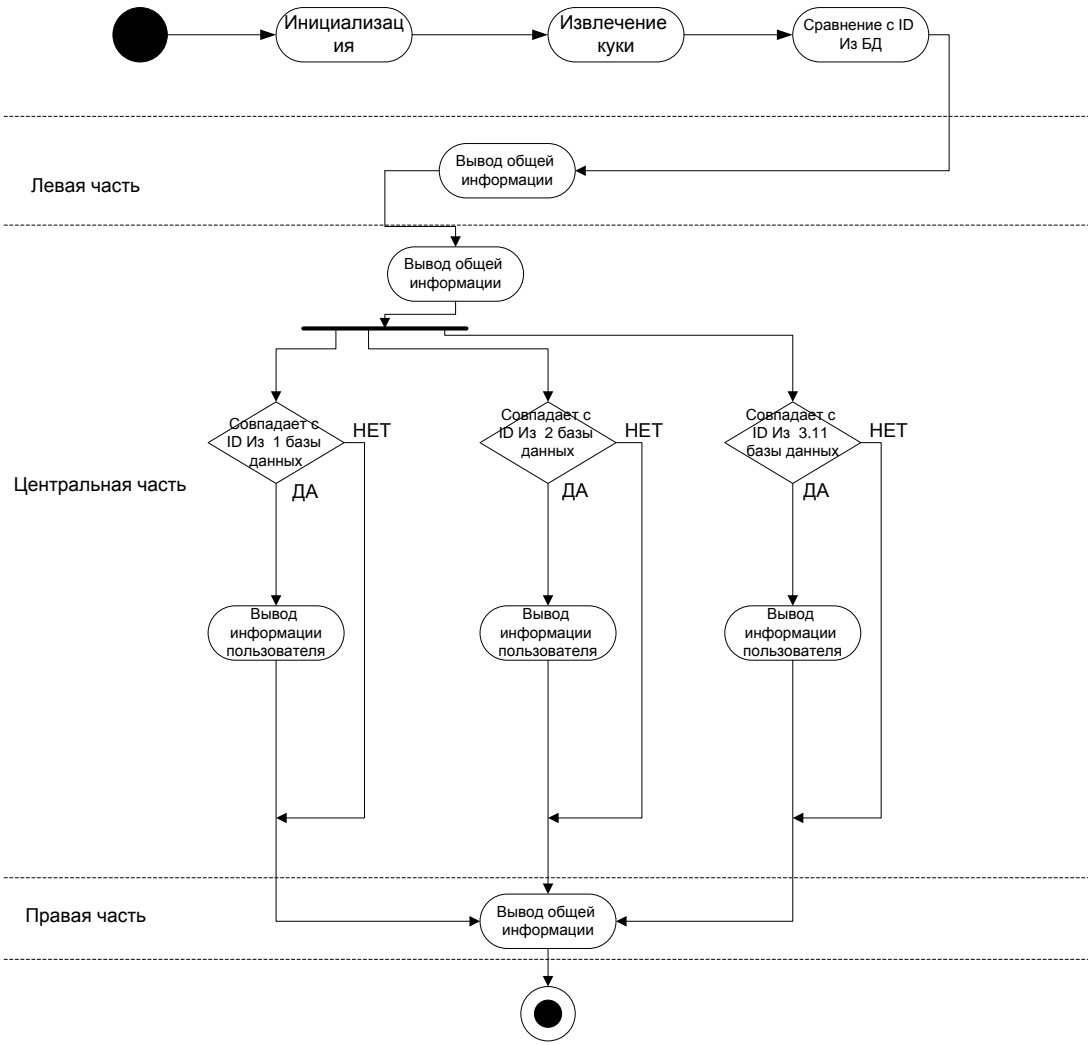 Инициализац
ия
Извлечение
куки
Сравнение с ID
Из БД
Левая часть
Вывод общей
информации
Вывод общей
информации
Совпадает с
ID Из  1 базы
данных
НЕТ
ДА
Совпадает с
ID Из  2 базы
данных
НЕТ
ДА
Совпадает с
ID Из  3.11
базы данных
НЕТ
ДА
Центральная часть
Вывод
информации
пользователя
Вывод
информации
пользователя
Вывод
информации
пользователя
Правая часть
Вывод общей
информации